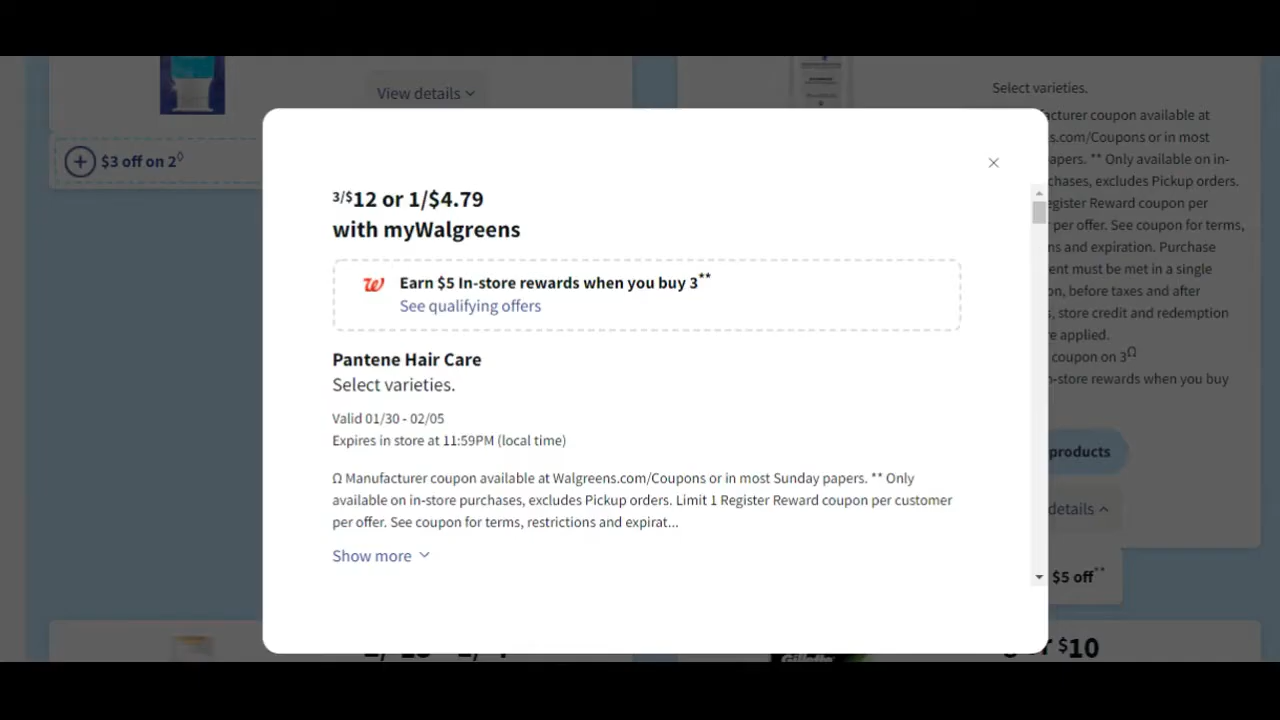 View details
$3 off on 2◊
3/$12 or 1/$4.79
with myWalgreens
Earn $5 In-store rewards when you buy 3**
See qualifying offers
Pantene Hair Care
Select varieties.
Valid 01/30 - 02/05
Expires in store at 11:59PM (local time)
Ω Manufacturer coupon available at Walgreens.com/Coupons or in most Sunday papers. ** Only
available on in-store purchases, excludes Pickup orders. Limit 1 Register Reward coupon per customer
per offer. See coupon for terms, restrictions and expirat...
Show more
Select varieties.
acturer coupon available at
s.com/Coupons or in most
apers. ** Only available on in-
chases, excludes Pickup orders.
egister Reward coupon per
per offer. See coupon for terms,
ns and expiration. Purchase
ent must be met in a single
on, before taxes and after
, store credit and redemption
re applied.
coupon on 3Ω
-store rewards when you buy
products
details
$5 off**
$10
Gillette